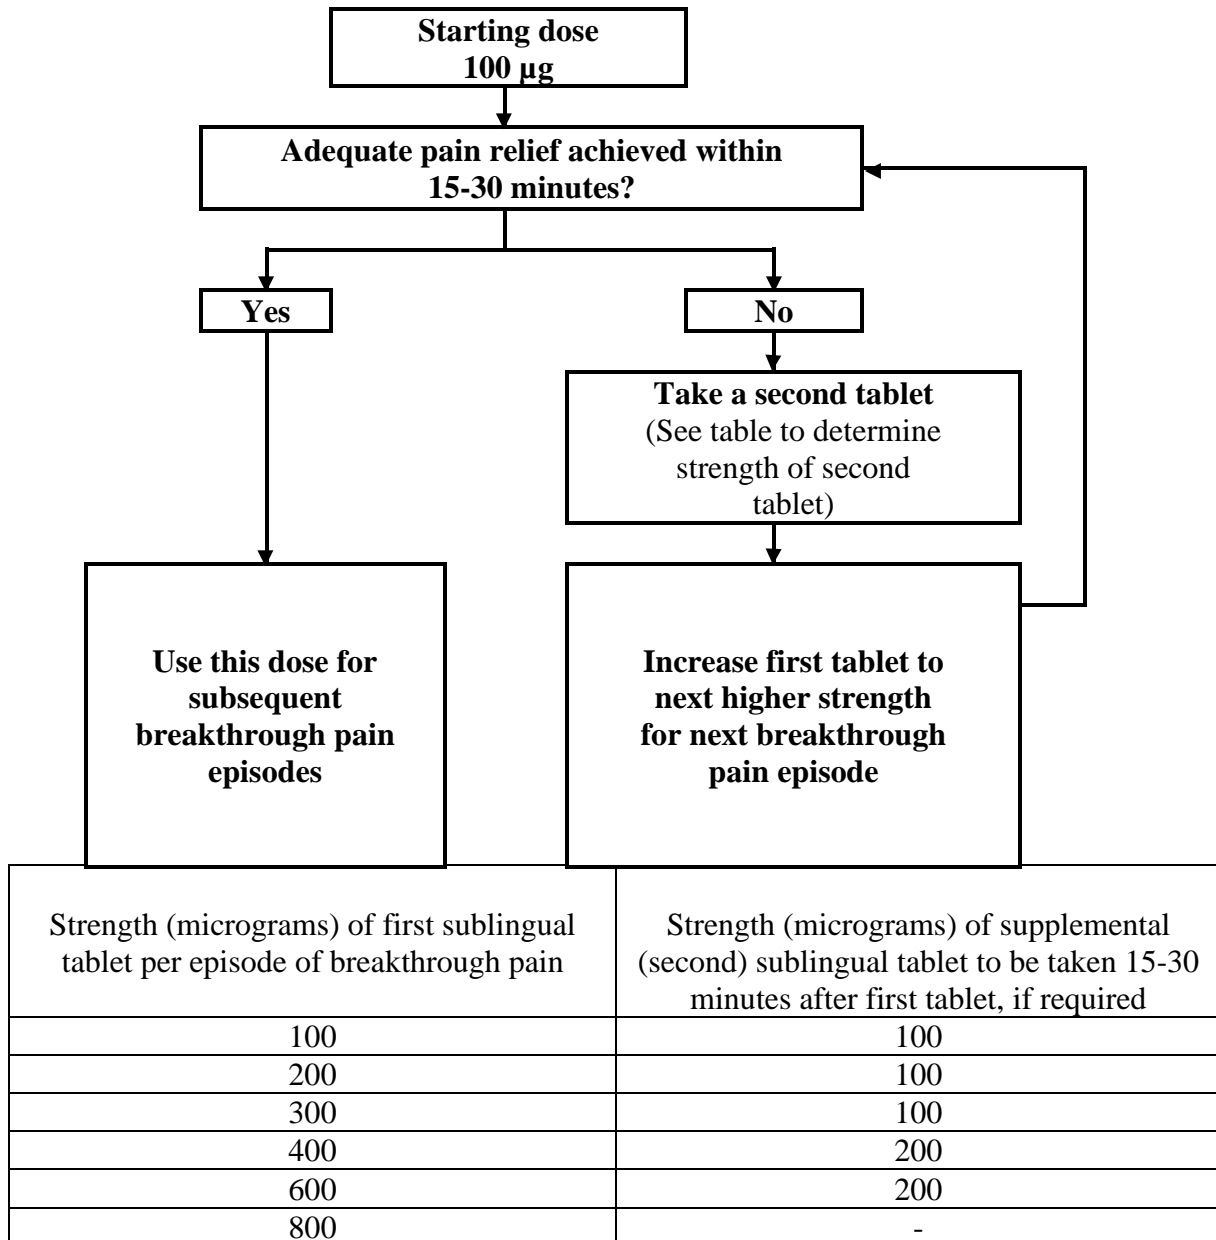 Starting dose
100 µg
Adequate pain relief achieved within
15-30 minutes?
Yes
No
Take a second tablet
(See table to determine
strength of second
tablet)
Use this dose for
subsequent
breakthrough pain
episodes
Increase first tablet to
next higher strength
for next breakthrough
pain episode
Strength (micrograms) of first sublingual
tablet per episode of breakthrough pain
Strength (micrograms) of supplemental
(second) sublingual tablet to be taken 15-30
minutes after first tablet, if required
100 100
200 100
300 100
400 200
600 200
800 -